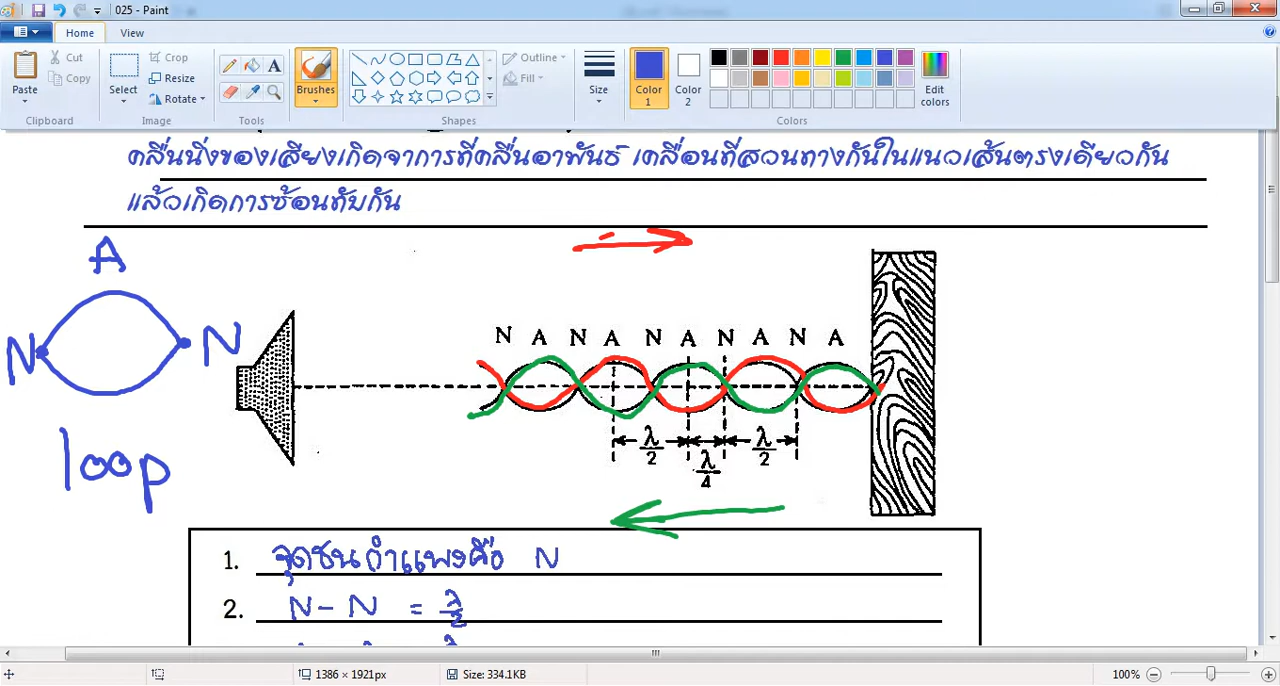 025 - Paint
Home View
Paste Cut Copy Select Crop Resize Rotate Brushes Outline Fill Size Color 1 Color 2 Edit colors
Clipboard Image Tools Shapes Colors
คลื่นนิ่งของเสียงเกิดจากการที่คลื่นอาพันธ์ เคลื่อนที่สวนทางกันในแนวเส้นตรงเดียวกัน
แล้วเกิดการซ้อนทับกัน
A
N N
loop
N A N A N A N A N A
λ/2 λ/4 λ/2
1. จุดชนกำแพงคือ N
2. N - N = λ/2
1386 × 1921px Size: 334.1KB 100%